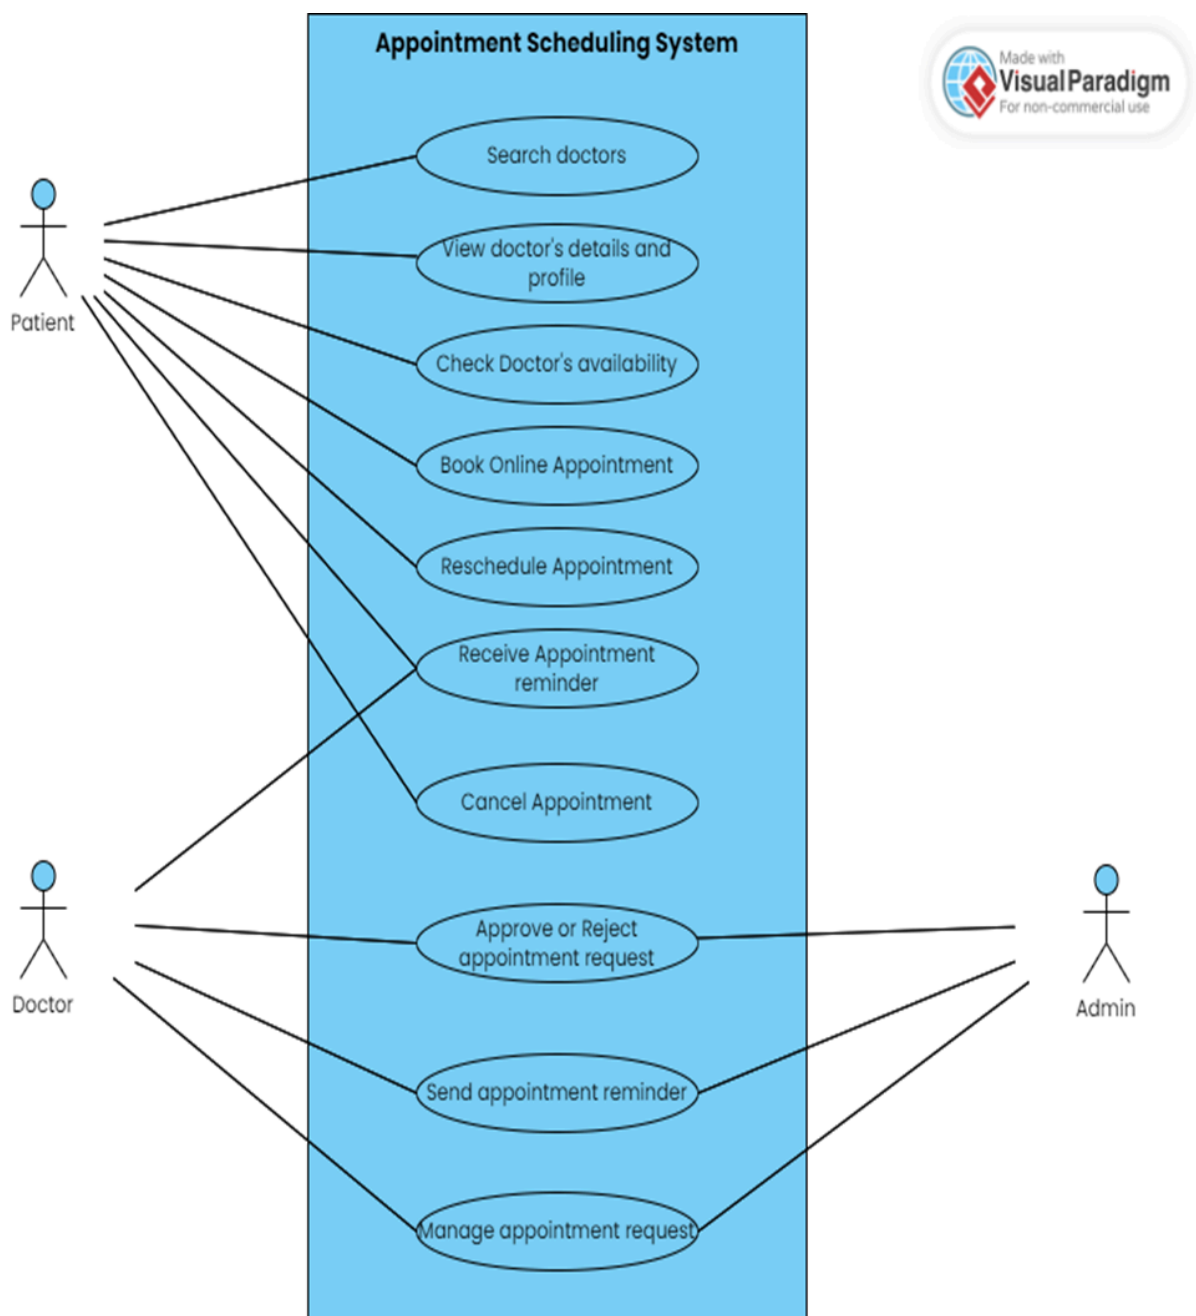 Appointment Scheduling System
Made with
Visual Paradigm
For non-commercial use
Search doctors
View doctor's details and
profile
Patient
Check Doctor's availability
Book Online Appointment
Reschedule Appointment
Receive Appointment
reminder
Cancel Appointment
Approve or Reject
appointment request
Doctor
Admin
Send appointment reminder
Manage appointment request